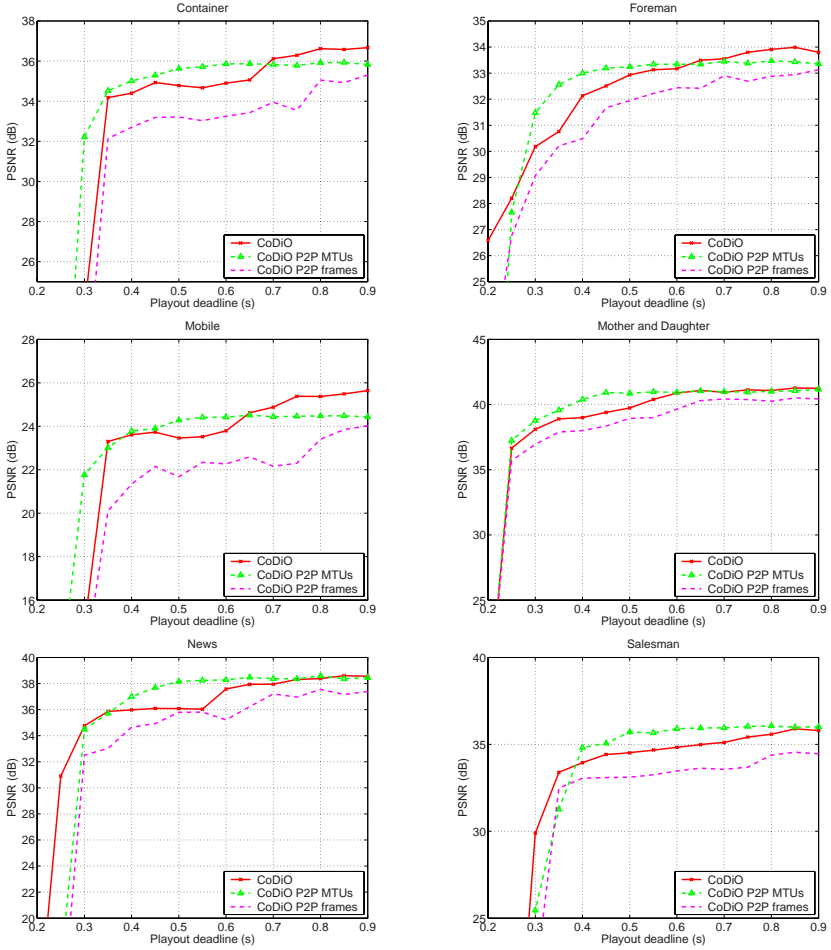 Container
38
36
34
32
30
28
26
0.2 0.3 0.4 0.5 0.6 0.7 0.8 0.9
PSNR (dB)
Playout deadline (s)
CoDiO
CoDiO P2P MTUs
CoDiO P2P frames
Foreman
35
34
33
32
31
30
29
28
27
26
25
0.2 0.3 0.4 0.5 0.6 0.7 0.8 0.9
PSNR (dB)
Playout deadline (s)
CoDiO
CoDiO P2P MTUs
CoDiO P2P frames
Mobile
28
26
24
22
20
18
16
0.2 0.3 0.4 0.5 0.6 0.7 0.8 0.9
PSNR (dB)
Playout deadline (s)
CoDiO
CoDiO P2P MTUs
CoDiO P2P frames
Mother and Daughter
45
40
35
30
25
0.2 0.3 0.4 0.5 0.6 0.7 0.8 0.9
PSNR (dB)
Playout deadline (s)
CoDiO
CoDiO P2P MTUs
CoDiO P2P frames
News
40
38
36
34
32
30
28
26
24
22
20
0.2 0.3 0.4 0.5 0.6 0.7 0.8 0.9
PSNR (dB)
Playout deadline (s)
CoDiO
CoDiO P2P MTUs
CoDiO P2P frames
Salesman
40
35
30
25
0.2 0.3 0.4 0.5 0.6 0.7 0.8 0.9
PSNR (dB)
Playout deadline (s)
CoDiO
CoDiO P2P MTUs
CoDiO P2P frames